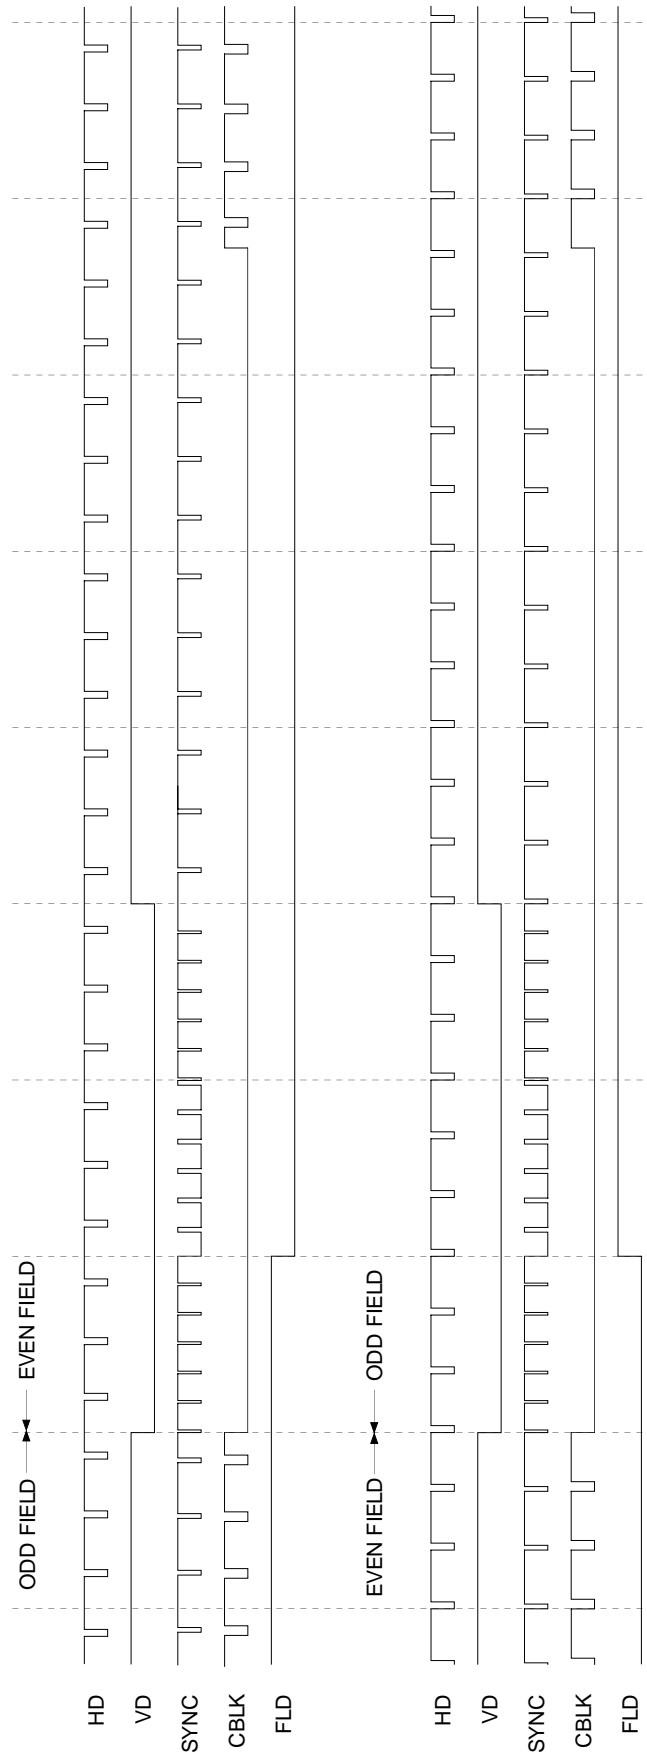 ODD FIELD EVEN FIELD
HD
VD
SYNC
CBLK
FLD
EVEN FIELD ODD FIELD
HD
VD
SYNC
CBLK
FLD